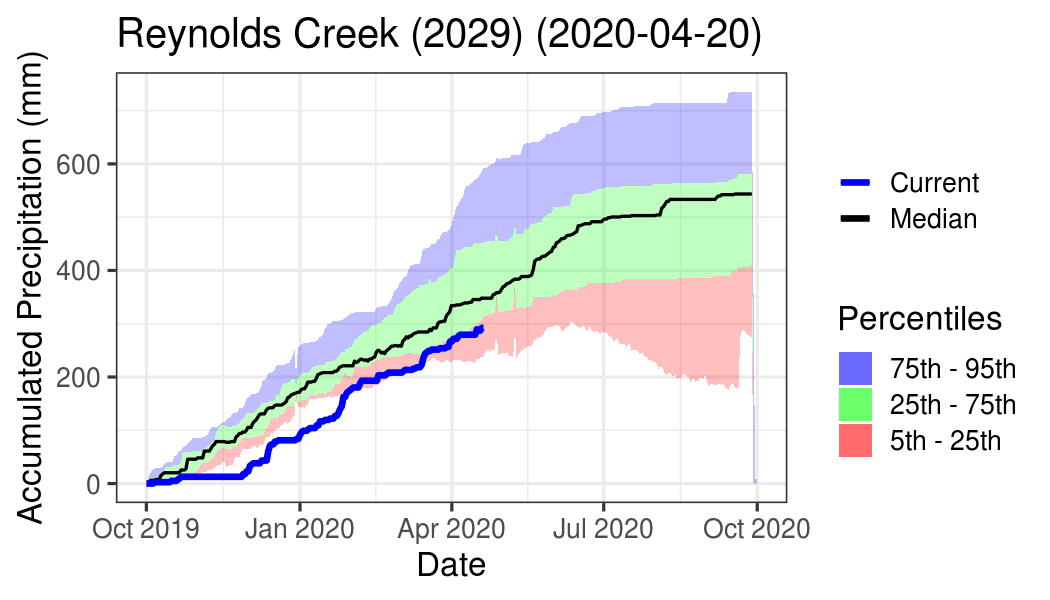 Reynolds Creek (2029) (2020-04-20)
Accumulated Precipitation (mm)
600
400
200
0
Oct 2019
Jan 2020
Apr 2020
Jul 2020
Oct 2020
Date
Current
Median
Percentiles
75th - 95th
25th - 75th
5th - 25th